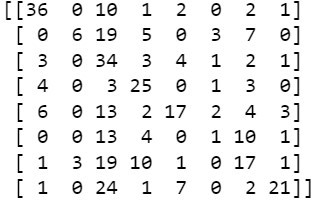 [[36 0 10 1 2 0 2 1]
[ 0 6 19 5 0 3 7 0]
[ 3 0 34 3 4 1 2 1]
[ 4 0 3 25 0 1 3 0]
[ 6 0 13 2 17 2 4 3]
[ 0 0 13 4 0 1 10 1]
[ 1 3 19 10 1 0 17 1]
[ 1 0 24 1 7 0 2 21]]